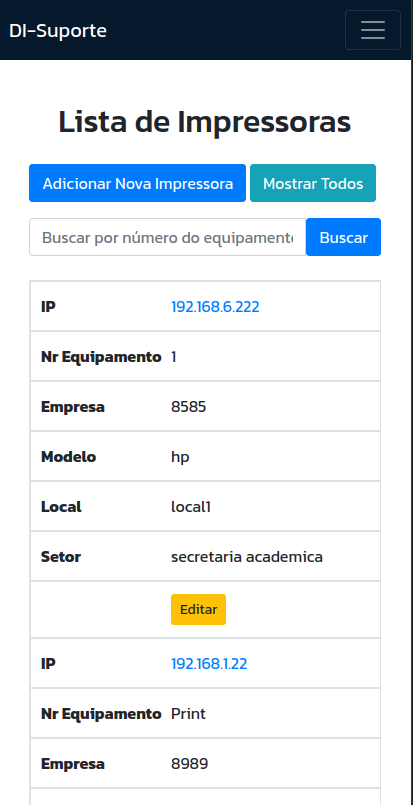 DI-Suporte
Lista de Impressoras
Adicionar Nova Impressora Mostrar Todos
Buscar por número do equipamento Buscar
IP 192.168.6.222
Nr Equipamento 1
Empresa 8585
Modelo hp
Local local1
Setor secretaria academica
Editar
IP 192.168.1.22
Nr Equipamento Print
Empresa 8989